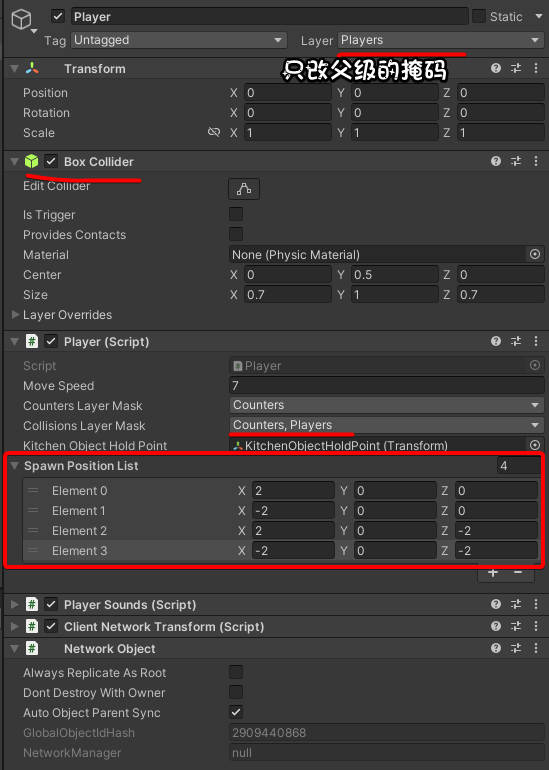 Player Static
Tag Untagged Layer Players
Transform 只改父级的掩码
Position X 0 Y 0 Z 0
Rotation X 0 Y 0 Z 0
Scale X 1 Y 1 Z 1
Box Collider
Edit Collider
Is Trigger
Provides Contacts
Material None (Physic Material)
Center X 0 Y 0.5 Z 0
Size X 0.7 Y 1 Z 0.7
Layer Overrides
# Player (Script)
Script # Player
Move Speed 7
Counters Layer Mask Counters
Collisions Layer Mask Counters, Players
Kitchen Object Hold Point KitchenObjectHoldPoint (Transform)
Spawn Position List 4
Element 0 X 2 Y 0 Z 0
Element 1 X -2 Y 0 Z 0
Element 2 X 2 Y 0 Z -2
Element 3 X -2 Y 0 Z -2
+ -
# Player Sounds (Script)
# Client Network Transform (Script)
# Network Object
Always Replicate As Root
Dont Destroy With Owner
Auto Object Parent Sync
GlobalObjectIdHash 2909440868
NetworkManager null